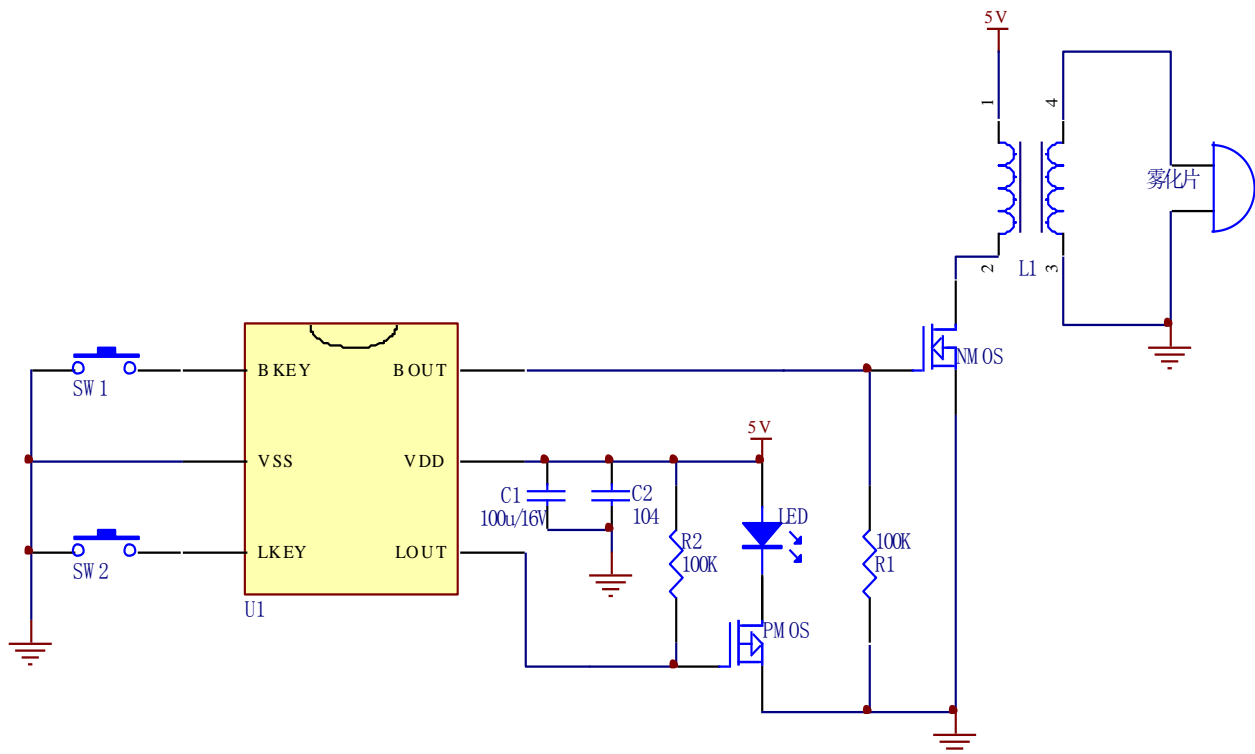 5V
1
4
雾化片
2
L1
3
NMOS
BKEY
BOUT
SW1
5V
VSS
VDD
C1
100u/16V
C2
104
LED
R2
100K
100K
R1
LKEY
LOUT
SW2
U1
PMOS